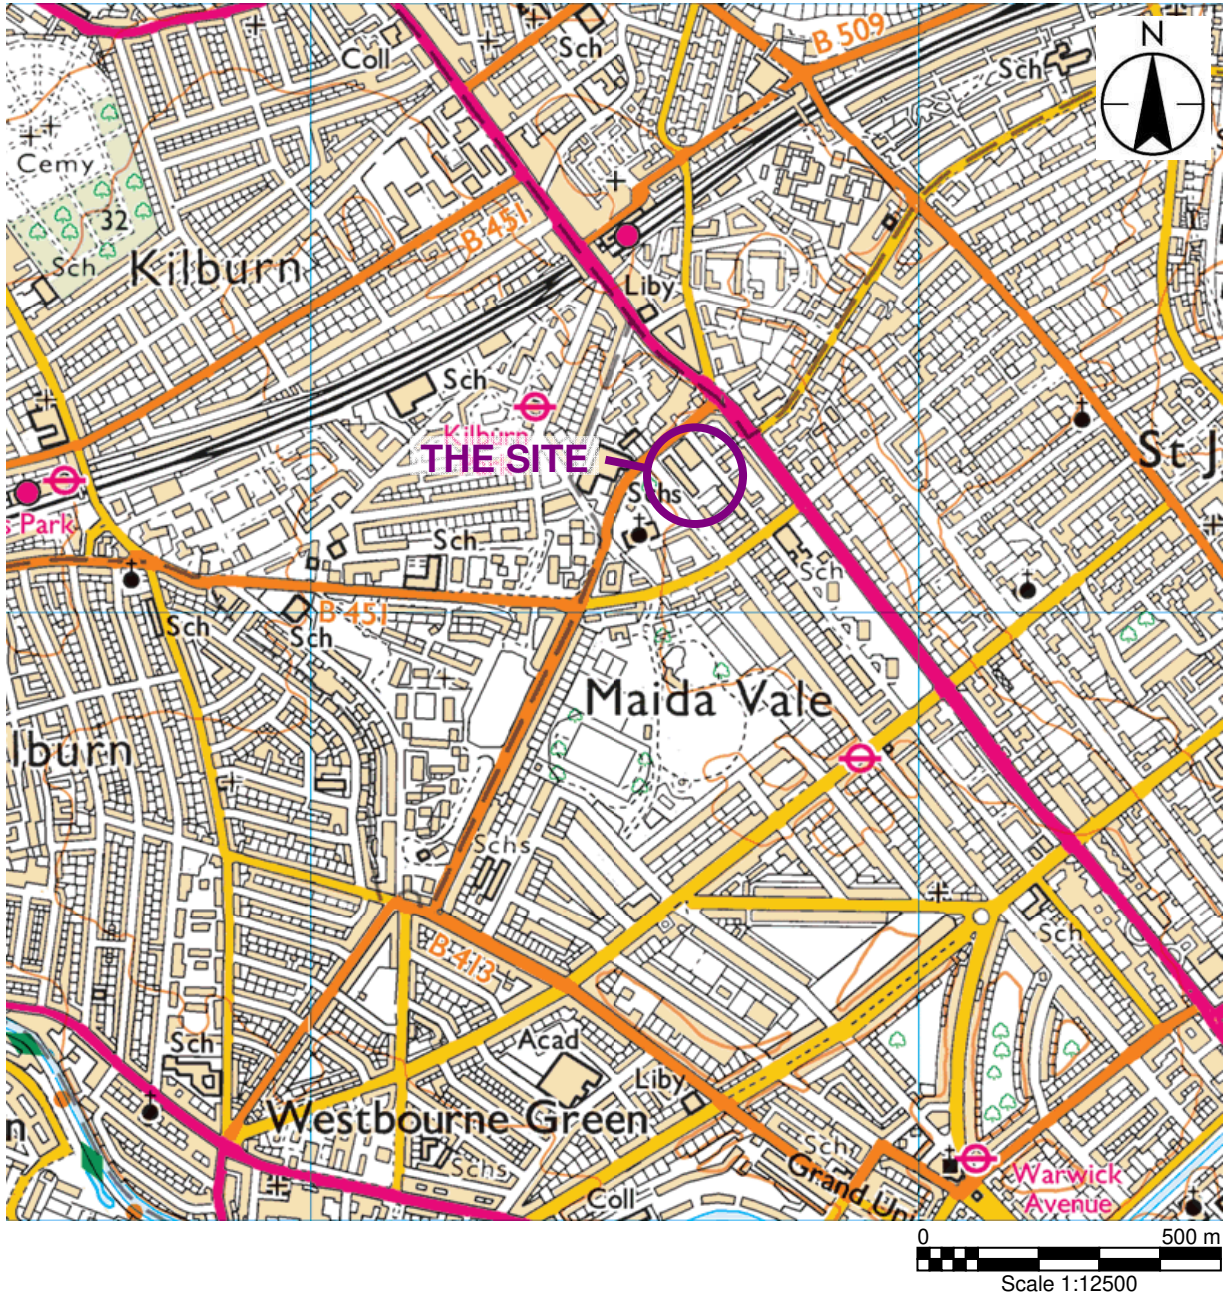 Coll
Sch
B 509
Sch
N
Cemy
32
Sch
Kilburn
B 451
Liby
Sch
Kilburn
THE SITE
St J
s Park
Schs
Sch
Sch
Sch
B 451
Sch
Maida Vale
lburn
Schs
B 413
Sch
Sch
Acad
Liby
Westbourne Green
n
Schs
Coll
Sch
Grand Uni
Warwick
Avenue
0 500 m
Scale 1:12500